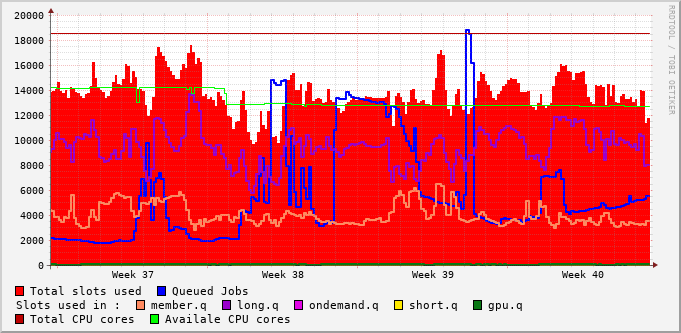 20000
18000
16000
14000
12000
10000
8000
6000
4000
2000
0
Week 37 Week 38 Week 39 Week 40
RRDTOOL / TOBI OETIKER
Total slots used Queued Jobs
Slots used in : member.q long.q ondemand.q short.q gpu.q
Total CPU cores Availale CPU cores